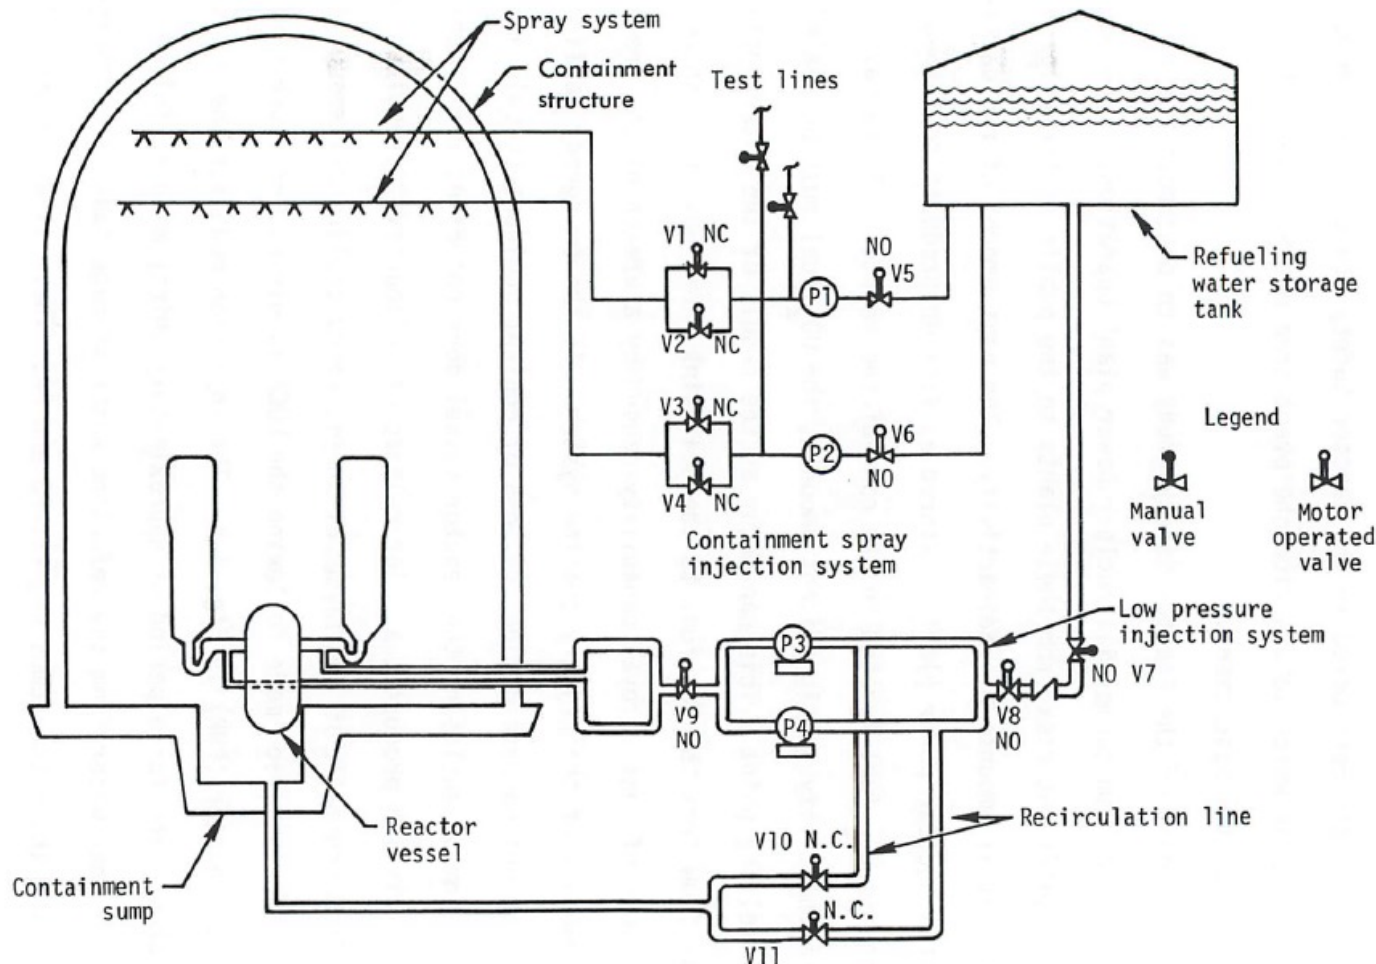 Spray system
Containment
structure
Test lines
V1 NC
V2 NC
P1
NO
V5
Refueling
water storage
tank
V3 NC
V4 NC
P2
V6
NO
Containment spray
injection system
Legend
Manual
valve
Motor
operated
valve
Low pressure
injection system
P3
P4
V9
NO
V8
NO
NO V7
Reactor
vessel
Containment
sump
V10 N.C.
N.C.
V11
Recirculation line